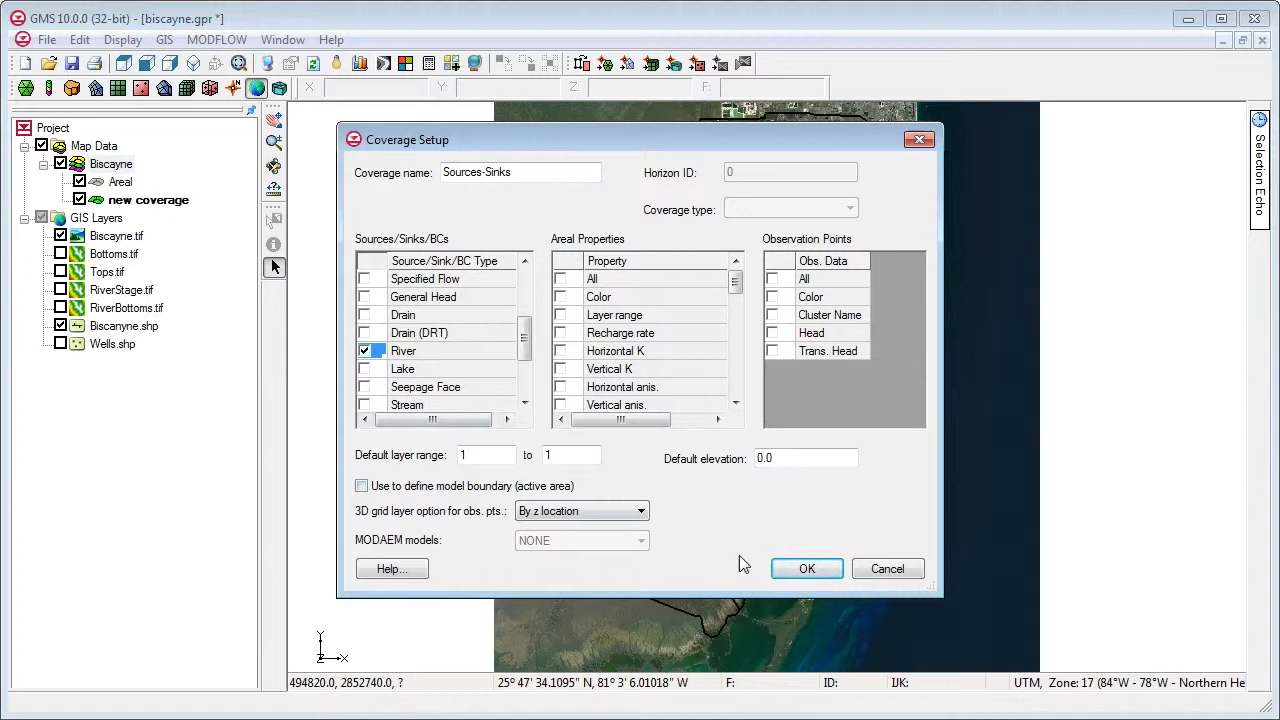 GMS 10.0.0 (32-bit) - [biscayne.gpr *]
File Edit Display GIS MODFLOW Window Help
X: Y: Z: F:
Project
Map Data
Biscayne
Areal
new coverage
GIS Layers
Biscayne.tif
Bottoms.tif
Tops.tif
RiverStage.tif
RiverBottoms.tif
Biscanyne.shp
Wells.shp
Coverage Setup
Coverage name: Sources-Sinks
Horizon ID: 0
Coverage type:
Sources/Sinks/BCs
Source/Sink/BC Type
Specified Flow
General Head
Drain
Drain (DRT)
River
Lake
Seepage Face
Stream
Areal Properties
Property
All
Color
Layer range
Recharge rate
Horizontal K
Vertical K
Horizontal anis.
Vertical anis.
Observation Points
Obs. Data
All
Color
Cluster Name
Head
Trans. Head
Default layer range: 1 to 1
Default elevation: 0.0
Use to define model boundary (active area)
3D grid layer option for obs. pts.: By z location
MODAEM models: NONE
Help... OK Cancel
Selection Echo
Y
Z X
494820.0, 2852740.0, ? 25º 47' 34.1095" N, 81º 3' 6.01018" W F: ID: IJK: UTM, Zone: 17 (84°W - 78°W - Northern He